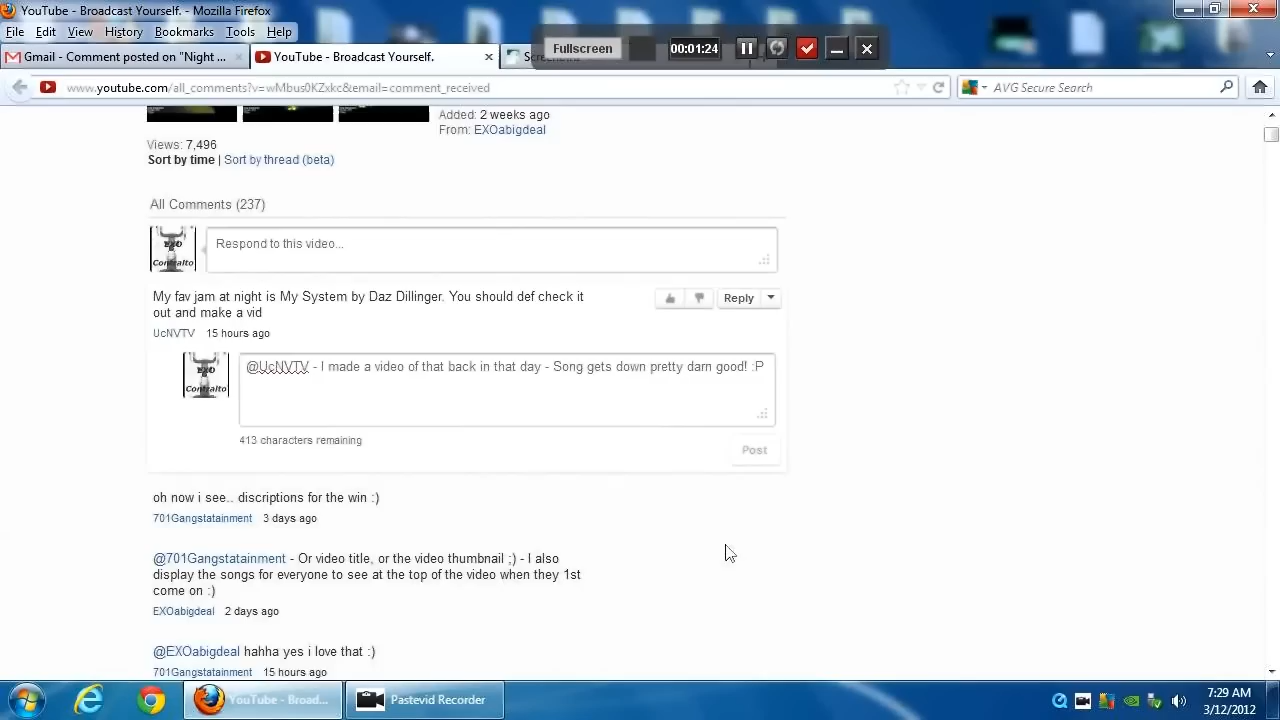 YouTube - Broadcast Yourself. - Mozilla Firefox
File Edit View History Bookmarks Tools Help
Fullscreen 00:01:24
Gmail - Comment posted on "Night ...
YouTube - Broadcast Yourself.
www.youtube.com/all_comments?v=
Mbus0KZxkc&email=comment_received
AVG Secure Search
Added: 2 weeks ago
From: EXOabigdeal
Views: 7,496
Sort by time | Sort by thread (beta)
All Comments (237)
EXO
Contralto
Respond to this video...
My fav jam at night is My System by Daz Dillinger. You should def check it
out and make a vid
Reply
UcNVTV 15 hours ago
EXO
Contralto
@UcNVTV - I made a video of that back in that day - Song gets down pretty darn good! :P
413 characters remaining
Post
oh now i see.. discriptions for the win :)
701Gangstatainment 3 days ago
@701Gangstatainment - Or video title, or the video thumbnail ;) - I also
display the songs for everyone to see at the top of the video when they 1st
come on :)
EXOabigdeal 2 days ago
@EXOabigdeal hahha yes i love that :)
701Gangstatainment 15 hours ago
YouTube - Broad...
Pastevid Recorder
7:29 AM
3/12/2012